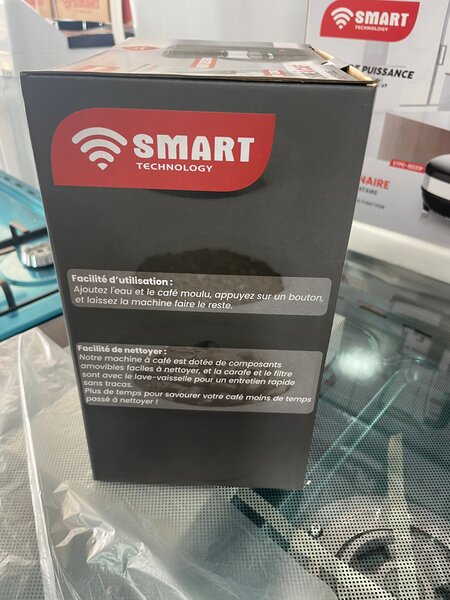 SMART
TECHNOLOGY
PUISSANCE
STPE-8031P
NAIRE
SMART
TECHNOLOGY
Facilité d'utilisation :
Ajoutez l'eau et le café moulu, appuyez sur un bouton,
et laissez la machine faire le reste.
Facilité de nettoyer :
Notre machine à café est dotée de composants
amovibles faciles à nettoyer, et la carafe et le filtre
sont avec le lave-vaisselle pour un entretien rapide
sans tracas.
Plus de temps pour savourer votre café moins de temps
passé à nettoyer !